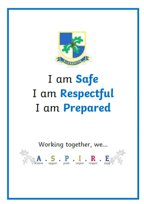 I am Safe
I am Respectful
I am Prepared
Working together, we...
A.S.P.I.R.E